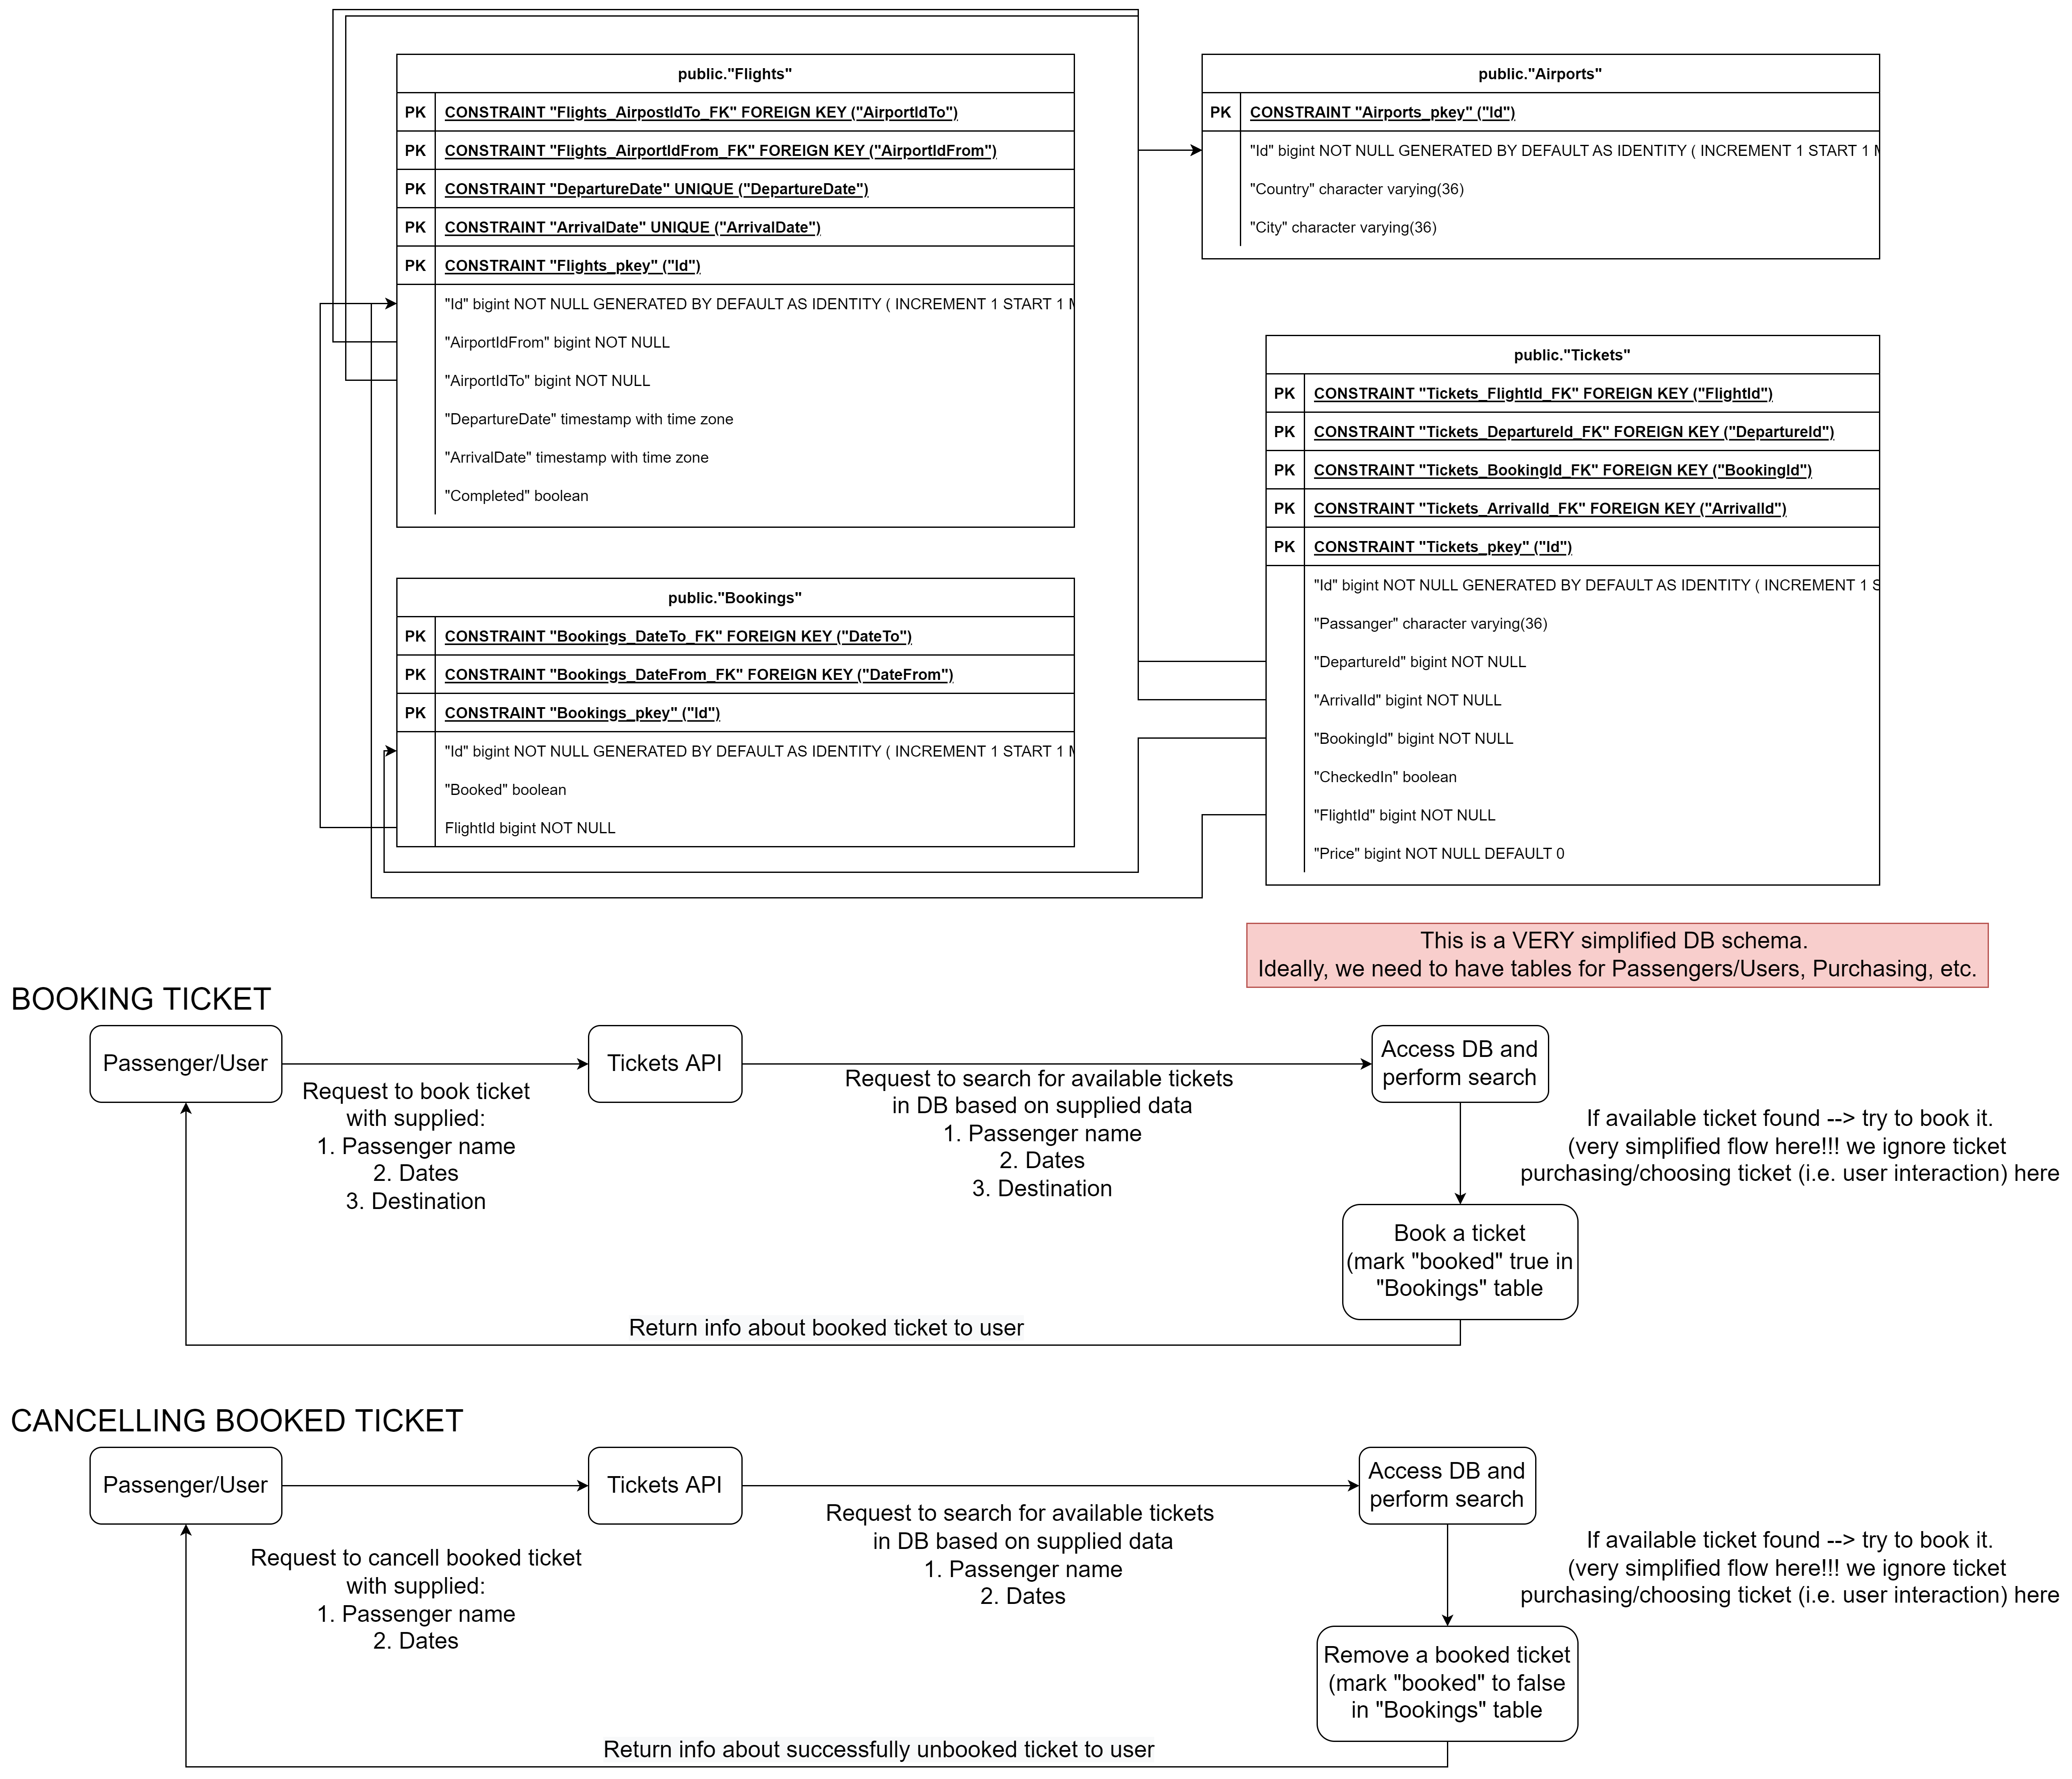 public."Flights"
PK CONSTRAINT "Flights_AirpostIdTo_FK" FOREIGN KEY ("AirportIdTo")
PK CONSTRAINT "Flights_AirportIdFrom_FK" FOREIGN KEY ("AirportIdFrom")
PK CONSTRAINT "DepartureDate" UNIQUE ("DepartureDate")
PK CONSTRAINT "ArrivalDate" UNIQUE ("ArrivalDate")
PK CONSTRAINT "Flights_pkey" ("Id")
"Id" bigint NOT NULL GENERATED BY DEFAULT AS IDENTITY ( INCREMENT 1 START 1
"AirportIdFrom" bigint NOT NULL
"AirportIdTo" bigint NOT NULL
"DepartureDate" timestamp with time zone
"ArrivalDate" timestamp with time zone
"Completed" boolean
public."Airports"
PK CONSTRAINT "Airports_pkey" ("Id")
"Id" bigint NOT NULL GENERATED BY DEFAULT AS IDENTITY ( INCREMENT 1 START 1
"Country" character varying(36)
"City" character varying(36)
public."Tickets"
PK CONSTRAINT "Tickets_FlightId_FK" FOREIGN KEY ("FlightId")
PK CONSTRAINT "Tickets_DepartureId_FK" FOREIGN KEY ("DepartureId")
PK CONSTRAINT "Tickets_BookingId_FK" FOREIGN KEY ("BookingId")
PK CONSTRAINT "Tickets_ArrivalId_FK" FOREIGN KEY ("ArrivalId")
PK CONSTRAINT "Tickets_pkey" ("Id")
"Id" bigint NOT NULL GENERATED BY DEFAULT AS IDENTITY ( INCREMENT 1
"Passanger" character varying(36)
"DepartureId" bigint NOT NULL
"ArrivalId" bigint NOT NULL
"BookingId" bigint NOT NULL
"CheckedIn" boolean
"FlightId" bigint NOT NULL
"Price" bigint NOT NULL DEFAULT 0
public."Bookings"
PK CONSTRAINT "Bookings_DateTo_FK" FOREIGN KEY ("DateTo")
PK CONSTRAINT "Bookings_DateFrom_FK" FOREIGN KEY ("DateFrom")
PK CONSTRAINT "Bookings_pkey" ("Id")
"Id" bigint NOT NULL GENERATED BY DEFAULT AS IDENTITY ( INCREMENT 1 START 1
"Booked" boolean
FlightId bigint NOT NULL
This is a VERY simplified DB schema.
Ideally, we need to have tables for Passengers/Users, Purchasing, etc.
BOOKING TICKET
Passenger/User
Request to book ticket
with supplied:
1. Passenger name
2. Dates
3. Destination
Tickets API
Request to search for available tickets
in DB based on supplied data
1. Passenger name
2. Dates
3. Destination
Access DB and
perform search
If available ticket found --> try to book it.
(very simplified flow here!!! we ignore ticket
purchasing/choosing ticket (i.e. user interaction) here
Book a ticket
(mark "booked" true in
"Bookings" table
Return info about booked ticket to user
CANCELLING BOOKED TICKET
Passenger/User
Request to cancell booked ticket
with supplied:
1. Passenger name
2. Dates
Tickets API
Request to search for available tickets
in DB based on supplied data
1. Passenger name
2. Dates
Access DB and
perform search
If available ticket found --> try to book it.
(very simplified flow here!!! we ignore ticket
purchasing/choosing ticket (i.e. user interaction) here
Remove a booked ticket
(mark "booked" to false
in "Bookings" table
Return info about successfully unbooked ticket to user